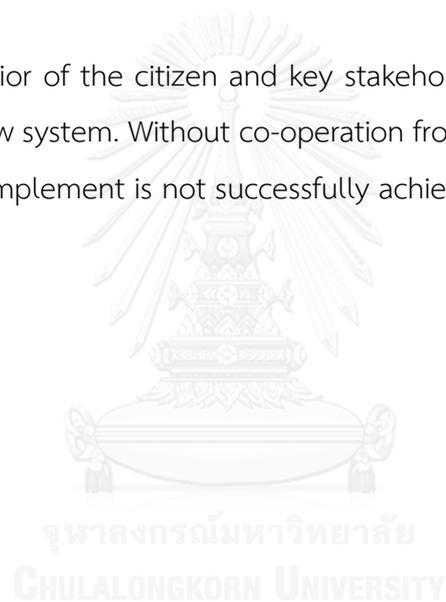 ior of the citizen and key stakeho
w system. Without co-operation fro
mplement is not successfully achie
จุฬาลงกรณ์มหาวิทยาลัย
CHULALONGKORN UNIVERSITY